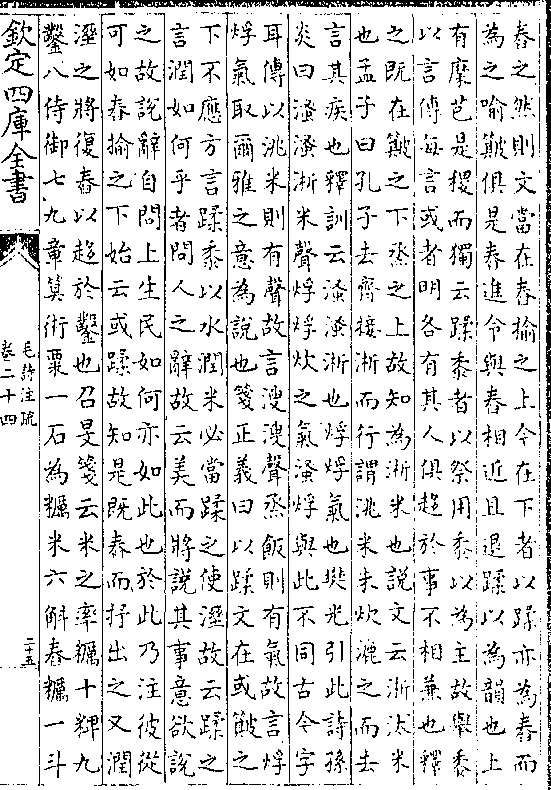 舂之然則文當在舂揄之上今在下者以蹂亦為舂而
為之喻簸俱是舂進令與舂相近且退蹂以為韻也上
有穈芑是稷而獨云蹂黍者以祭用黍以為主故舉黍
以言傳每言或者明各有其人俱趍於事不相兼也釋
之既在簸之下烝之上故知為淅米也說文云淅汰米
也孟子曰孔子去齊接淅而行謂洮米未炊漉之而去
言其疾也釋訓云溞溞淅也烰烰氣也樊光引此詩孫
炎曰溞溞淅米聲烰烰炊之氣溞烰與此不同古今字
耳傳以洮米則有聲故言溲溲聲烝飯則有氣故言烰
烰氣取爾雅之意為說也箋正義曰以蹂文在或簸之
下不應方言蹂黍以水潤米必當蹂之使溼故云蹂之
言潤如何乎者問人之辭故云美而將說其事意欲說
之故說辭自問上生民如何亦如此也於此乃注彼從
可知舂揄之下始云或蹂故知是既舂而抒出之又潤
溼之將復舂以趍於鑿也召旻箋云米之率糲十粺九
鑿八侍御七九章算術粟一石為糲米六斛舂糲一斗
欽定四庫全書
毛詩注疏
卷二十四
二十五